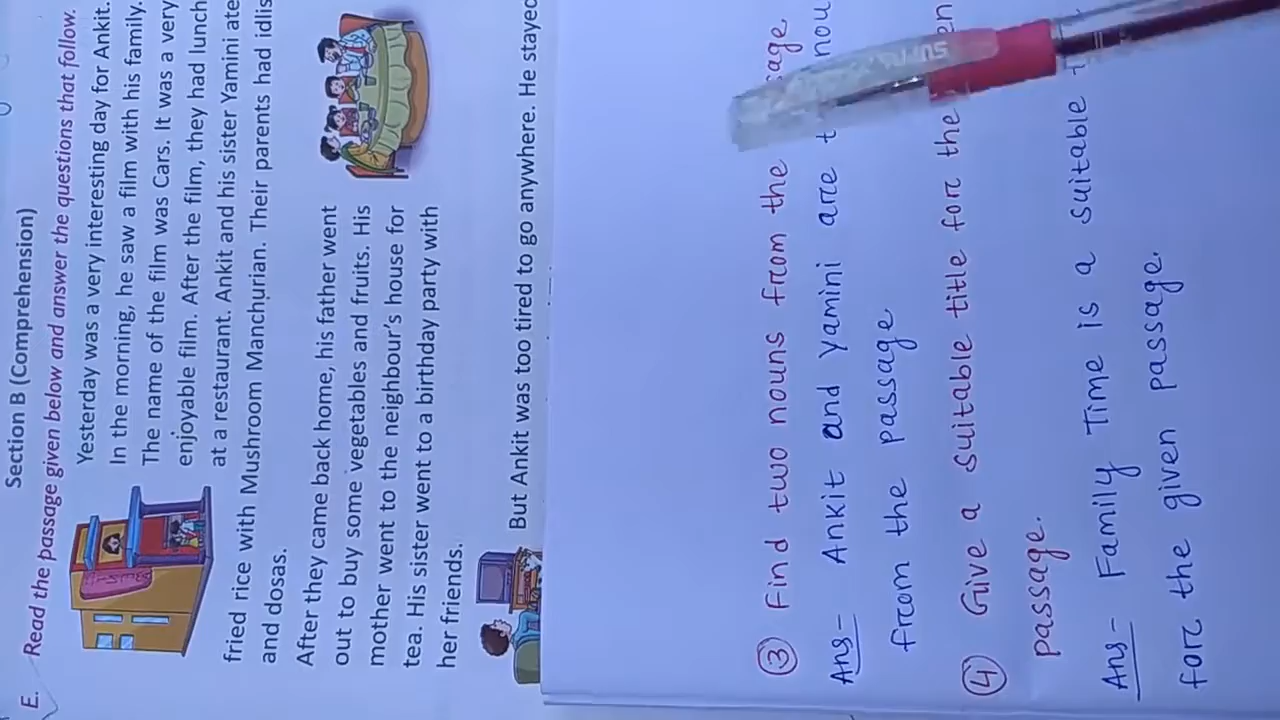 Section B (Comprehension)
E. Read the passage given below and answer the questions that follow.
Yesterday was a very interesting day for Ankit.
In the morning, he saw a film with his family.
The name of the film was Cars. It was a very
enjoyable film. After the film, they had lunch
at a restaurant. Ankit and his sister Yamini ate
fried rice with Mushroom Manchurian. Their parents had idlis
and dosas.
After they came back home, his father went
out to buy some vegetables and fruits. His
mother went to the neighbour's house for
tea. His sister went to a birthday party with
her friends.
But Ankit was too tired to go anywhere. He stayed
③ Find two nouns from the
Ans- Ankit and yamini are
from the passage
④ Give a suitable title for the
passage.
Ans- Family Time is a suitable
for the given passage.